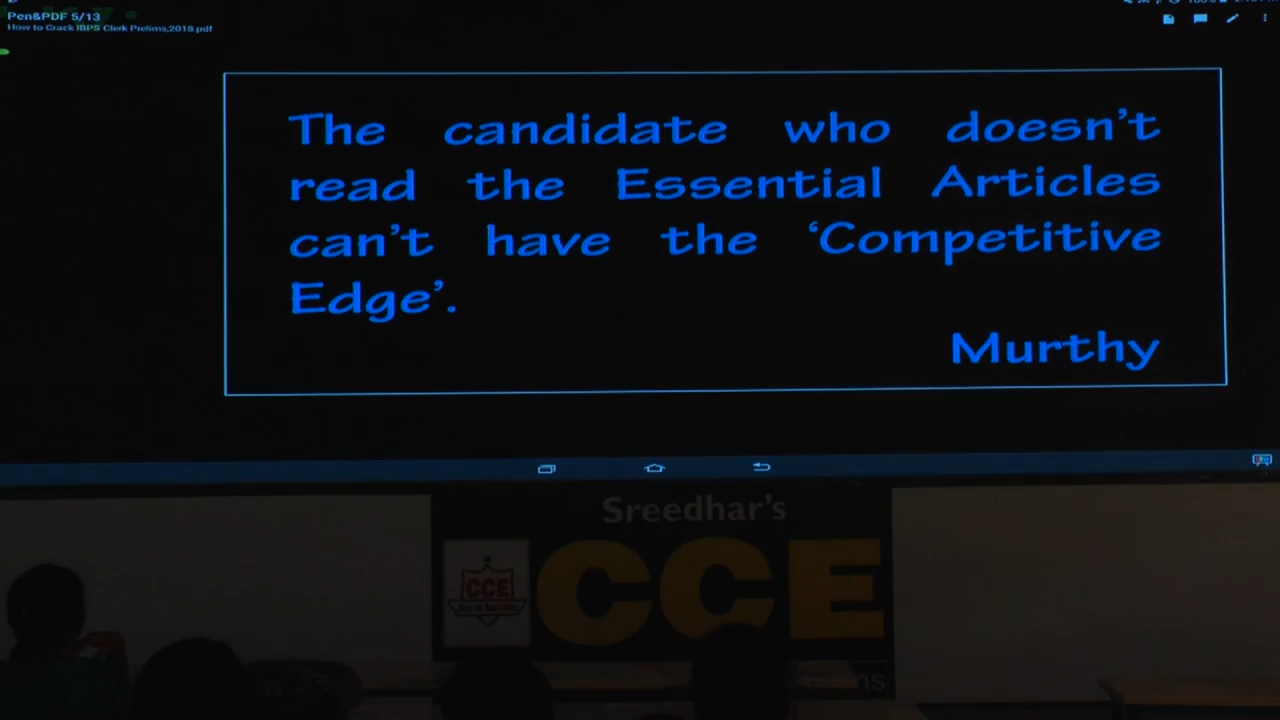 Pen&PDF 5/13
How to Crack IBPS Clerk Prelims,2018.pdf
The candidate who doesn't
read the Essential Articles
can't have the ‘Competitive
Edge’.
Murthy
Sreedhar's
CCE
CCE